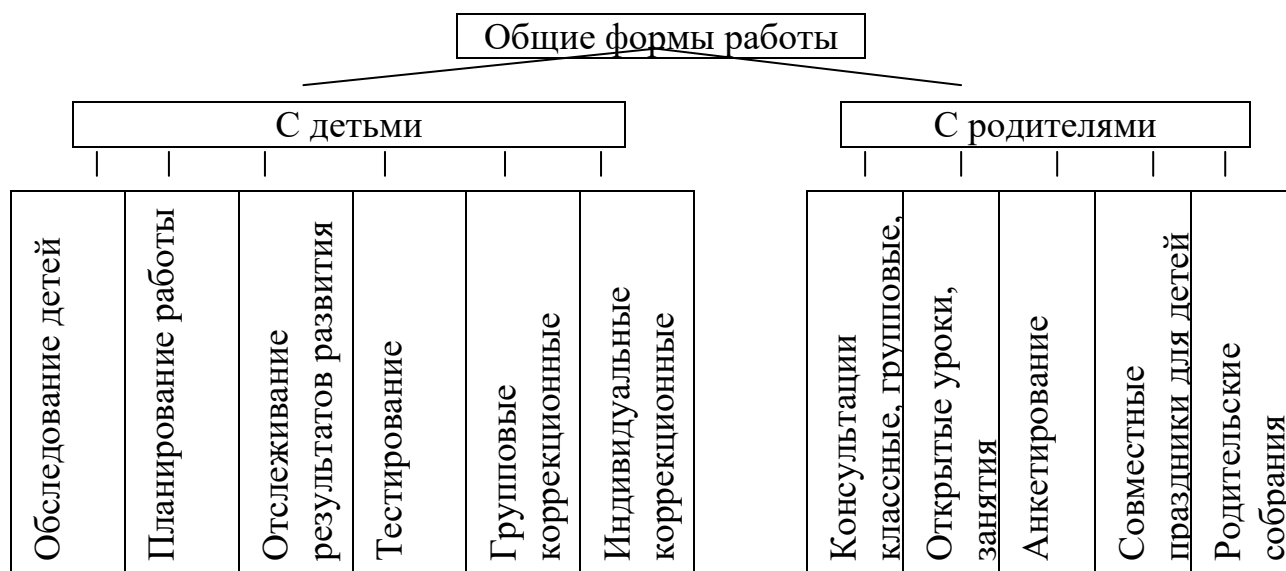 Общие формы работы
С детьми
С родителями
Обследование детей
Планирование работы
Отслеживание
результатов развития
Тестирование
Групповые
коррекционные
Индивидуальные
коррекционные
Консультации
классные, групповые,
Открытые уроки,
занятия
Анкетирование
Совместные
праздники для детей
Родительские
собрания